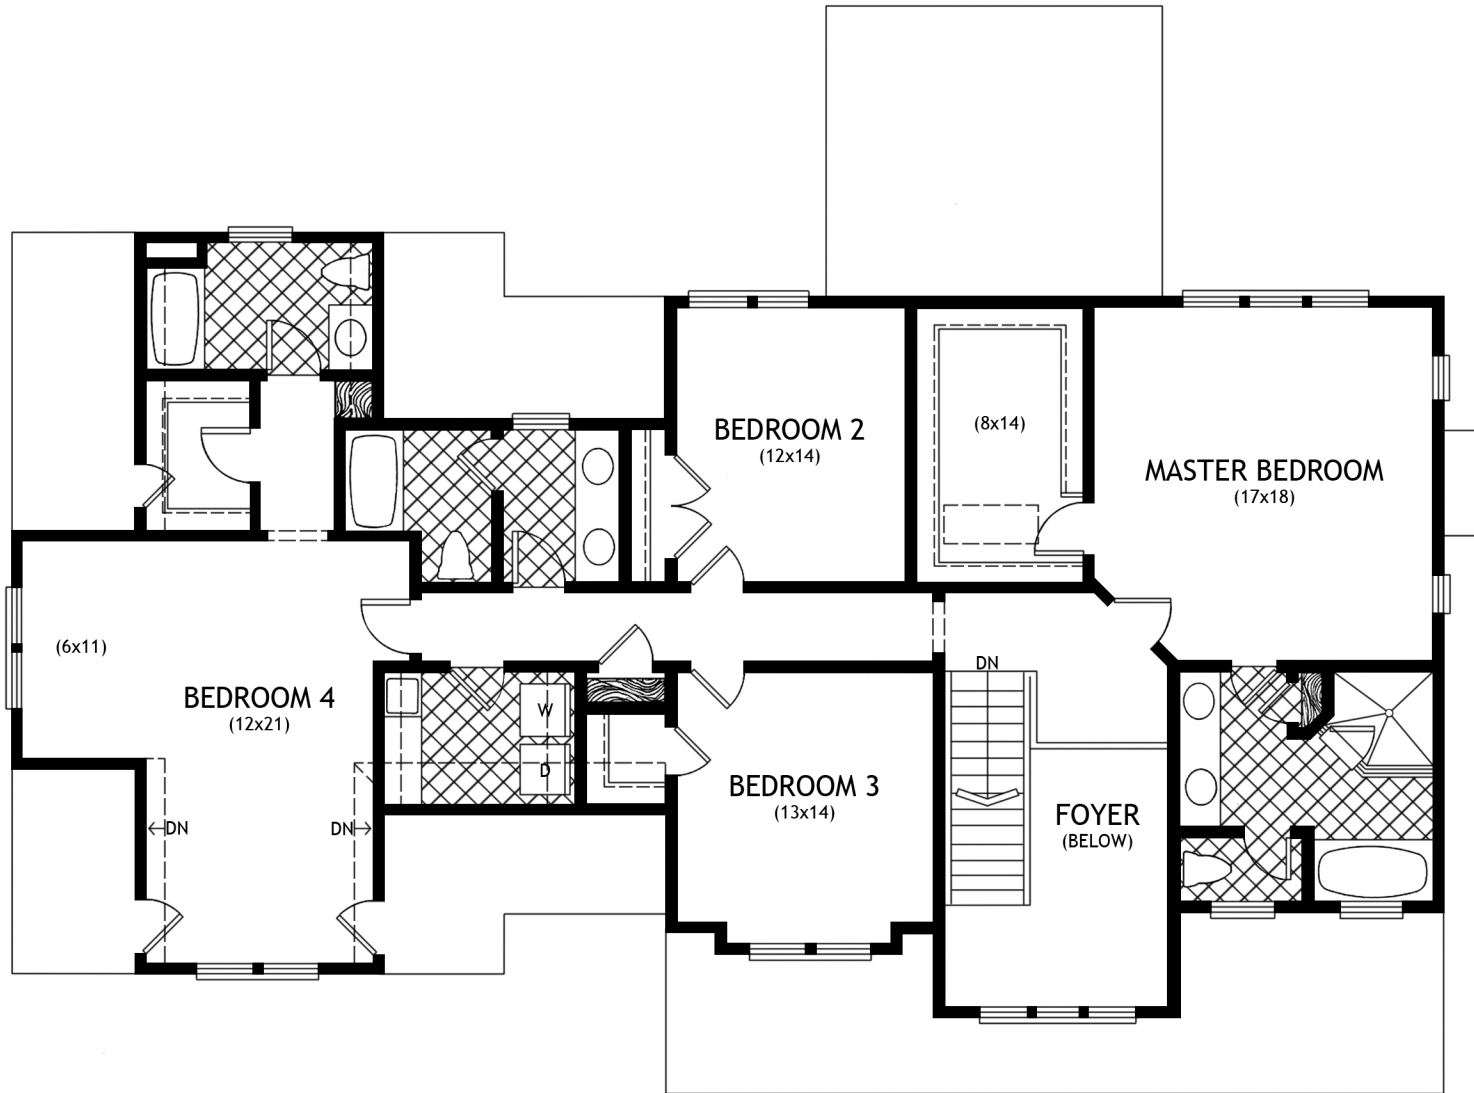 BEDROOM 2
(12x14)
(8x14)
MASTER BEDROOM
(17x18)
(6x11)
BEDROOM 4
(12x21)
DN
W
D
BEDROOM 3
(13x14)
FOYER
(BELOW)
DN
DN